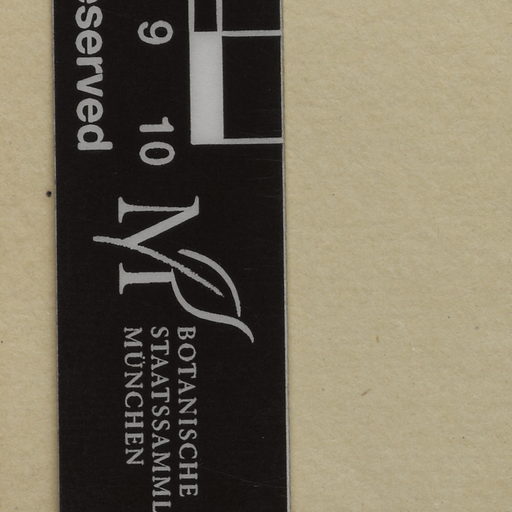 eserved
9 10
M
BOTANISCHE
STAATSSAMML
MÜNCHEN